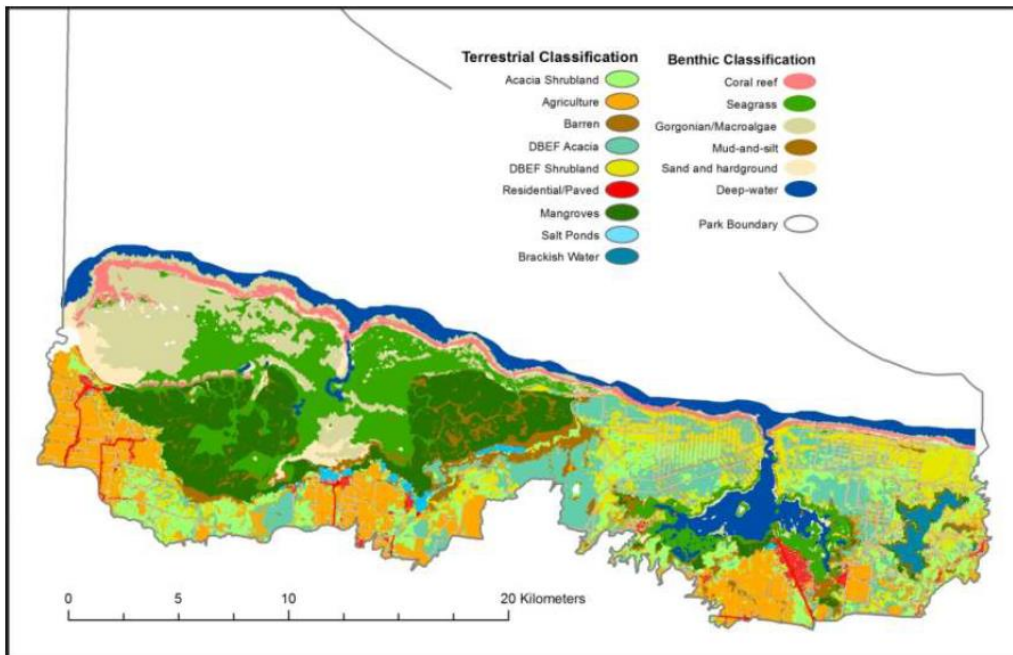 Terrestrial Classification
Acacia Shrubland
Agriculture
Barren
DBEF Acacia
DBEF Shrubland
Residential/Paved
Mangroves
Salt Ponds
Brackish Water
Benthic Classification
Coral reef
Seagrass
Gorgonian/Macroalgae
Mud-and-silt
Sand and hardground
Deep-water
Park Boundary
0 5 10 20 Kilometers